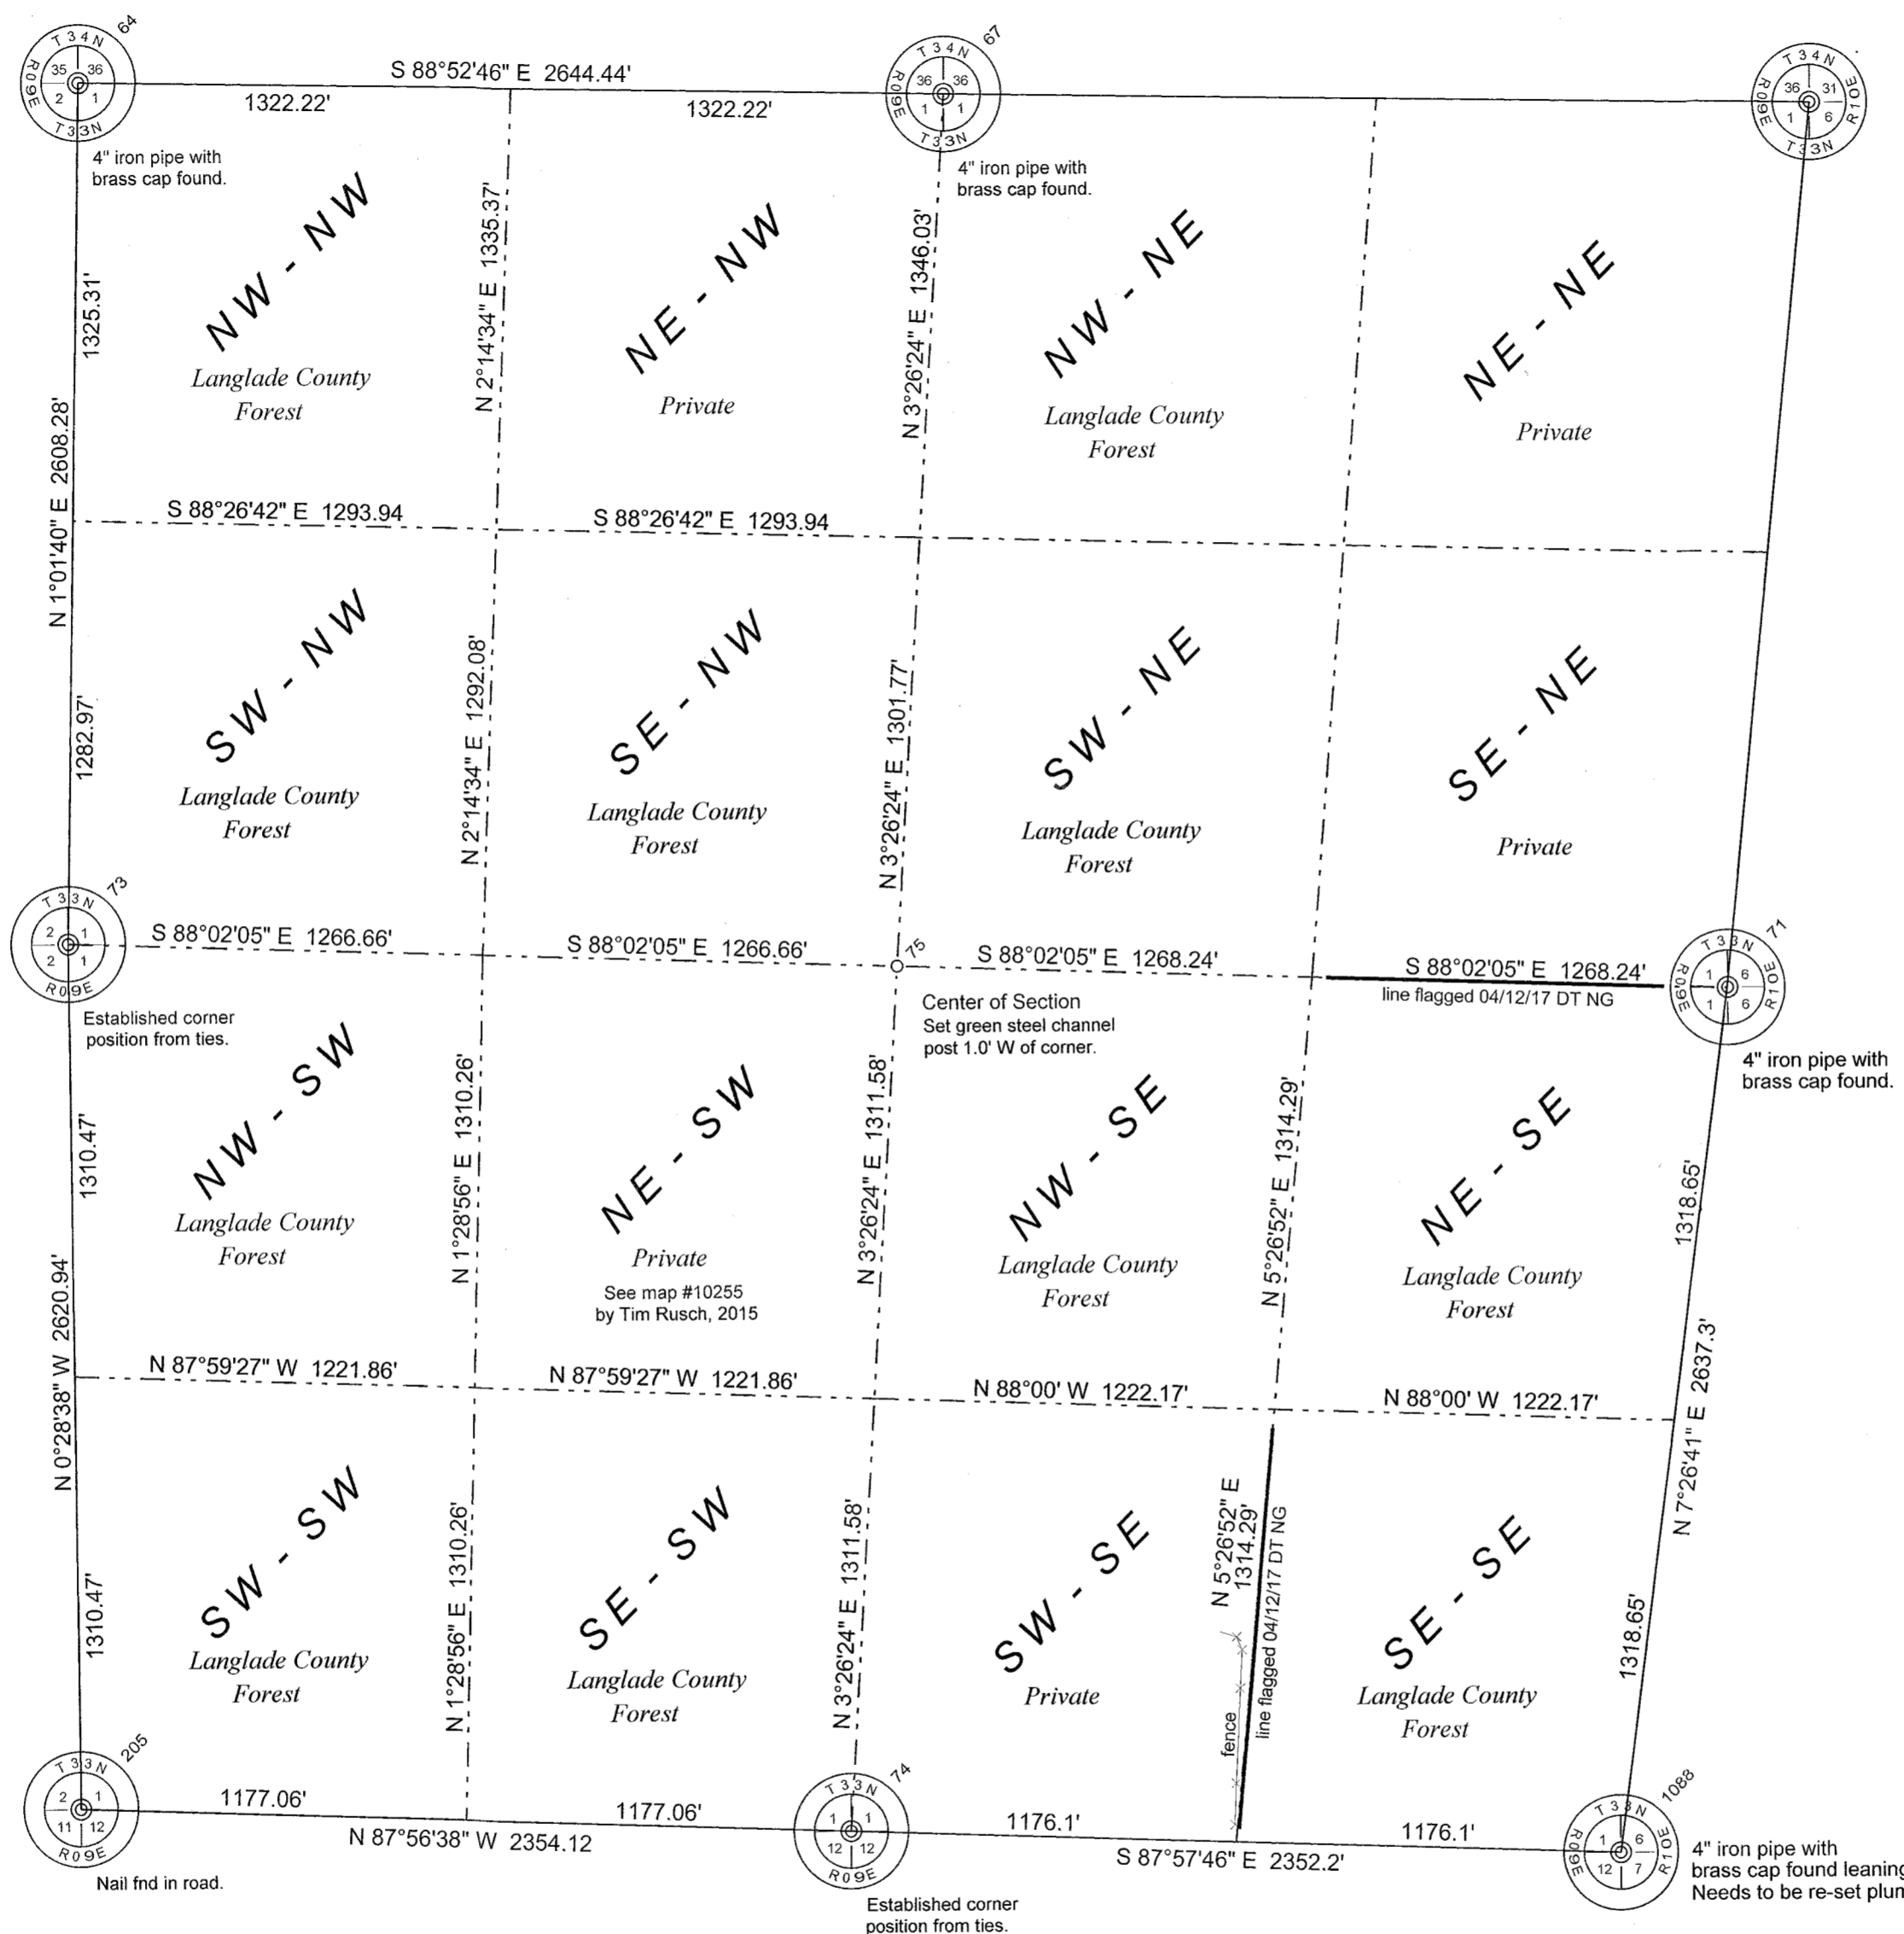 T34N
35 36
2 1
R09E
T33N
64
S 88°52'46" E 2644.44'
1322.22'
1322.22'
T34N
36 36
1 1
R09E
T33N
67
T34N
36 31
1 6
R09E
R10E
T33N
4" iron pipe with
brass cap found.
4" iron pipe with
brass cap found.
1325.31'
N 1°01'40" E 2608.28'
NW - NW
Langlade County
Forest
N 2°14'34" E 1335.37'
NE - NW
Private
N 3°26'24" E 1346.03'
NW - NE
Langlade County
Forest
NE - NE
Private
S 88°26'42" E 1293.94
S 88°26'42" E 1293.94
1282.97'
SW - NW
Langlade County
Forest
N 2°14'34" E 1292.08'
SE - NW
Langlade County
Forest
N 3°26'24" E 1301.77'
SW - NE
Langlade County
Forest
SE - NE
Private
T33N
2 1
2 1
R09E
73
S 88°02'05" E 1266.66'
S 88°02'05" E 1266.66'
75
S 88°02'05" E 1268.24'
S 88°02'05" E 1268.24'
line flagged 04/12/17 DT NG
T33N
1 6
1 6
R09E
R10E
71
Established corner
position from ties.
Center of Section
Set green steel channel
post 1.0' W of corner.
4" iron pipe with
brass cap found.
1310.47'
N 0°28'38" W 2620.94'
NW - SW
Langlade County
Forest
N 1°28'56" E 1310.26'
NE - SW
Private
See map #10255
by Tim Rusch, 2015
N 3°26'24" E 1311.58'
NW - SE
Langlade County
Forest
N 5°26'52" E 1314.29'
NE - SE
Langlade County
Forest
1318.65'
N 7°26'41" E 2637.3'
N 87°59'27" W 1221.86'
N 87°59'27" W 1221.86'
N 88°00' W 1222.17'
N 88°00' W 1222.17'
1310.47'
SW - SW
Langlade County
Forest
N 1°28'56" E 1310.26'
SE - SW
Langlade County
Forest
N 3°26'24" E 1311.58'
SW - SE
Private
N 5°26'52" E
1314.29'
line flagged 04/12/17 DT NG
fence
SE - SE
Langlade County
Forest
1318.65'
T33N
2 1
11 12
R09E
205
1177.06'
1177.06'
N 87°56'38" W 2354.12
T33N
1 1
12 12
R09E
74
1176.1'
1176.1'
S 87°57'46" E 2352.2'
T33N
1 6
12 7
R09E
R10E
1088
Nail fnd in road.
Established corner
position from ties.
4" iron pipe with
brass cap found leaning
Needs to be re-set plum